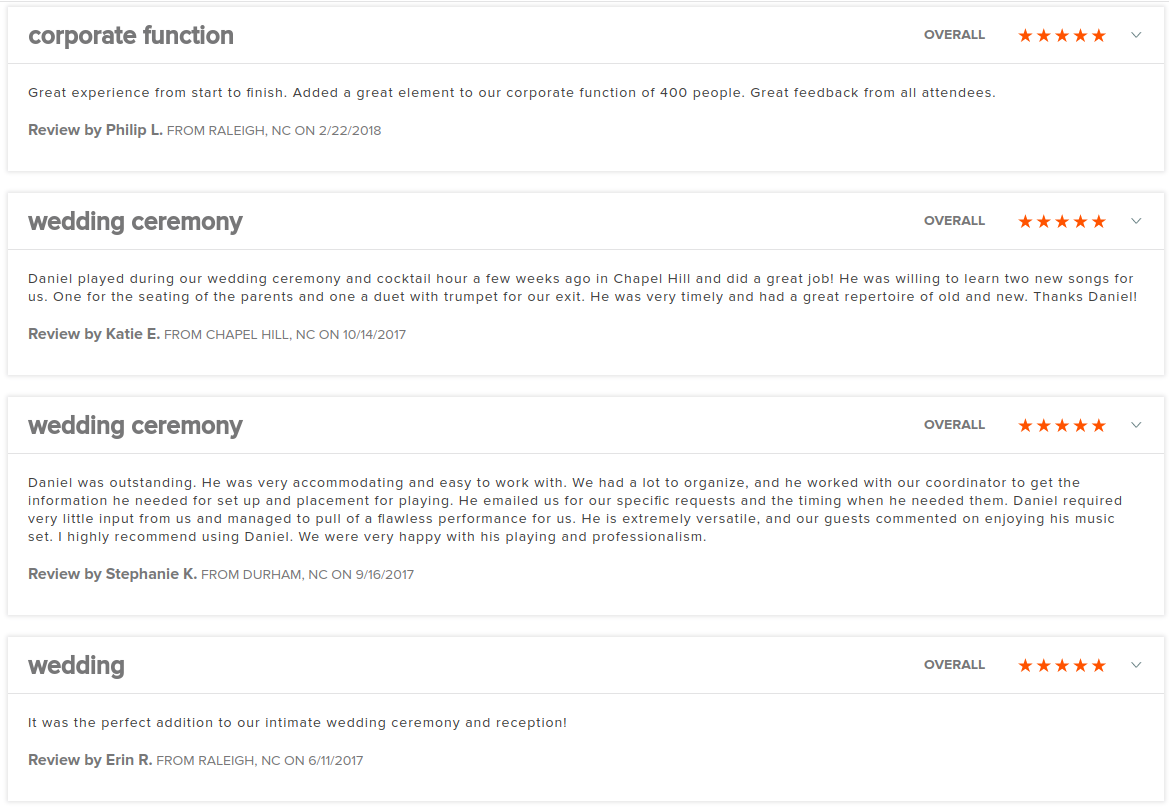 corporate function
OVERALL
Great experience from start to finish. Added a great element to our corporate function of 400 people. Great feedback from all attendees.
Review by Philip L. FROM RALEIGH, NC ON 2/22/2018
wedding ceremony
OVERALL
Daniel played during our wedding ceremony and cocktail hour a few weeks ago in Chapel Hill and did a great job! He was willing to learn two new songs for
us. One for the seating of the parents and one a duet with trumpet for our exit. He was very timely and had a great repertoire of old and new. Thanks Daniel!
Review by Katie E. FROM CHAPEL HILL, NC ON 10/14/2017
wedding ceremony
OVERALL
Daniel was outstanding. He was very accommodating and easy to work with. We had a lot to organize, and he worked with our coordinator to get the
information he needed for set up and placement for playing. He emailed us for our specific requests and the timing when he needed them. Daniel required
very little input from us and managed to pull of a flawless performance for us. He is extremely versatile, and our guests commented on enjoying his music
set. I highly recommend using Daniel. We were very happy with his playing and professionalism.
Review by Stephanie K. FROM DURHAM, NC ON 9/16/2017
wedding
OVERALL
It was the perfect addition to our intimate wedding ceremony and reception!
Review by Erin R. FROM RALEIGH, NC ON 6/11/2017